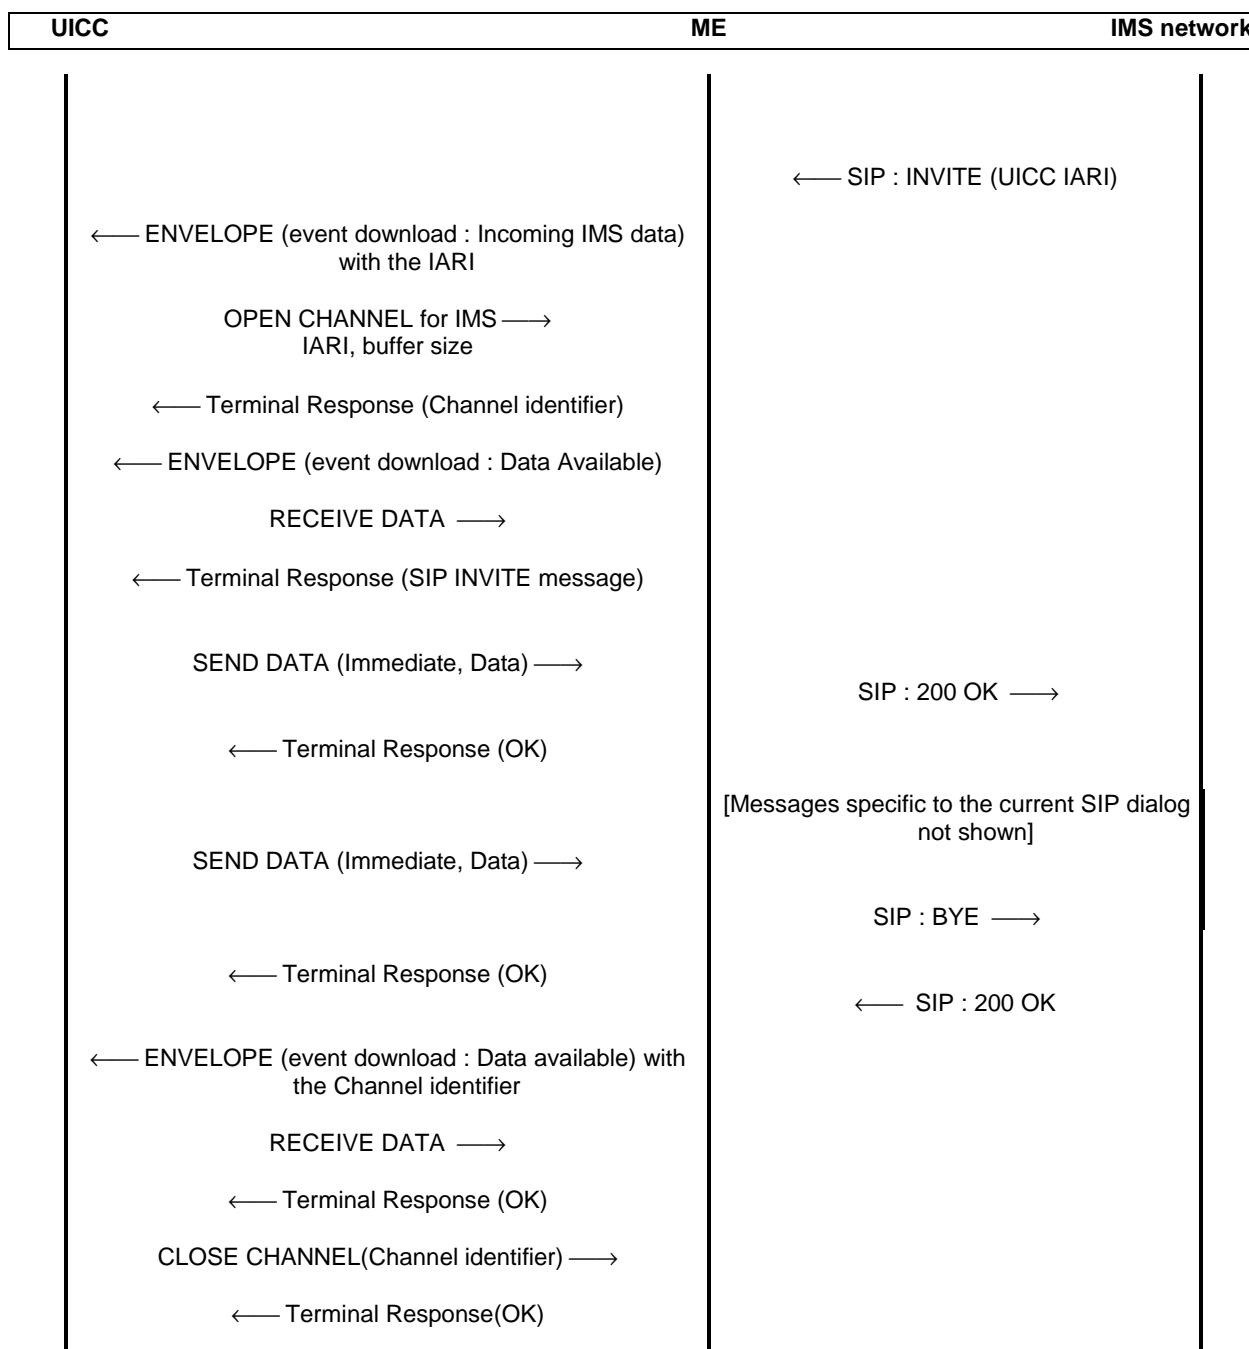 UICC ME IMS network
←—— SIP : INVITE (UICC IARI)
←—— ENVELOPE (event download : Incoming IMS data)
with the IARI
OPEN CHANNEL for IMS ——→
IARI, buffer size
←—— Terminal Response (Channel identifier)
←—— ENVELOPE (event download : Data Available)
RECEIVE DATA ——→
←—— Terminal Response (SIP INVITE message)
SEND DATA (Immediate, Data) ——→
SIP : 200 OK ——→
←—— Terminal Response (OK)
[Messages specific to the current SIP dialog
not shown]
SEND DATA (Immediate, Data) ——→
SIP : BYE ——→
←—— Terminal Response (OK)
←—— SIP : 200 OK
←—— ENVELOPE (event download : Data available) with
the Channel identifier
RECEIVE DATA ——→
←—— Terminal Response (OK)
CLOSE CHANNEL(Channel identifier) ——→
←—— Terminal Response(OK)